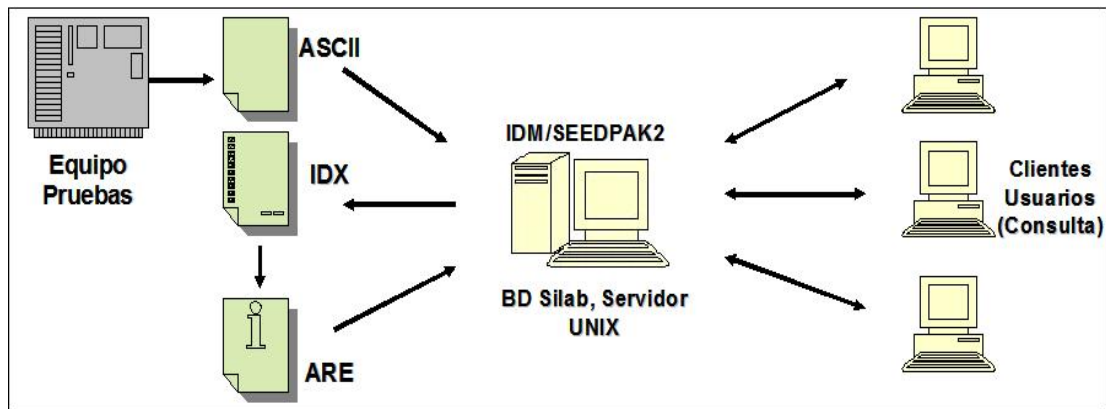 ASCII
Equipo
Pruebas
IDX
ARE
IDM/SEEDPAK2
BD Silab, Servidor
UNIX
Clientes
Usuarios
(Consulta)